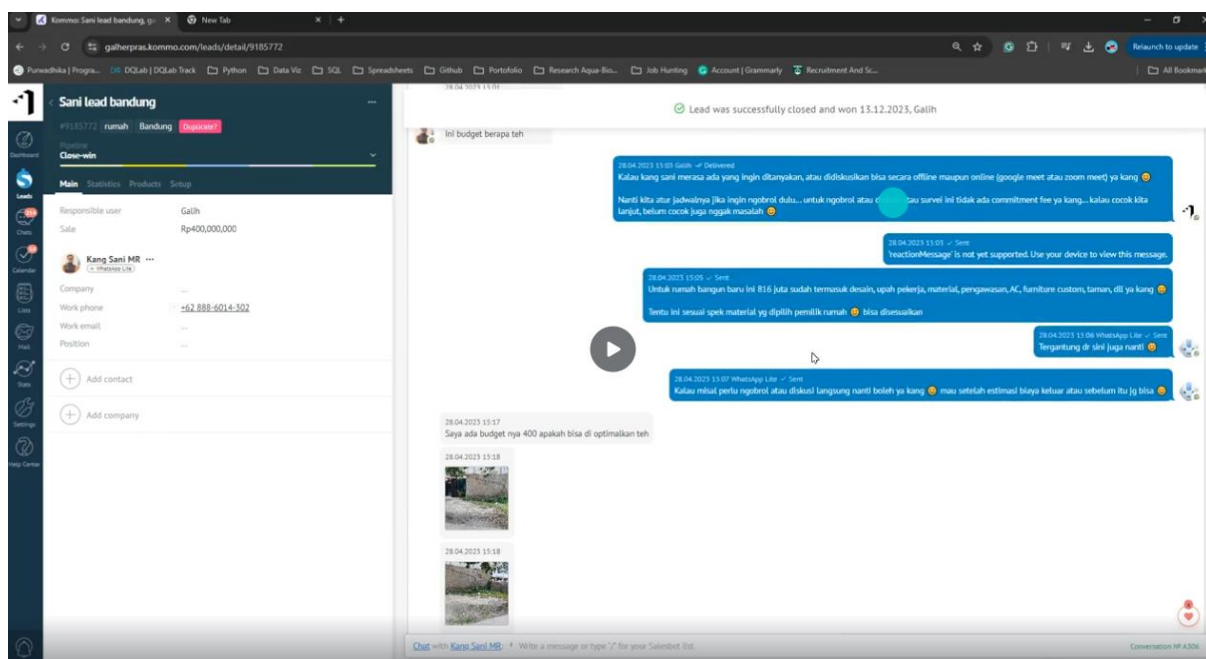 Kommo: Sani lead bandung, ga
New Tab
galherpras.kommo.com/leads/detail/9185772
Relaunch to update
Purwadhika | Progra...
DQLab | DQLab Track
Python
Data Viz
SQL
Spreadsheets
Github
Portofolio
Research Aqua-Bio...
Job Hunting
Account | Grammarly
Recruitment And Sc...
All Bookmark
Dashboard
Leads
Chats
Calendar
Lists
Mail
Stats
Settings
Help Center
Sani lead bandung
#9185772 rumah Bandung Duplicate?
Pipeline
Close-win
Main Statistics Products Setup
Responsible user Galih
Sale Rp400,000,000
Kang Sani MR
WhatsApp Lite
Company ...
Work phone +62 888-6014-302
Work email ...
Position ...
Add contact
Add company
28.04.2023 15:01
Lead was successfully closed and won 13.12.2023, Galih
Ini budget berapa teh
28.04.2023 15:03 Galih Delivered
Kalau kang sani merasa ada yang ingin ditanyakan, atau didiskusikan bisa secara offline maupun online (google meet atau zoom meet) ya kang
Nanti kita atur jadwalnya jika ingin ngobrol dulu... untuk ngobrol atau atau survei ini tidak ada commitment fee ya kang... kalau cocok kita
lanjut, belum cocok juga nggak masalah
28.04.2023 15:03 Sent
'reactionMessage' is not yet supported. Use your device to view this message.
28.04.2023 15:05 Sent
Untuk rumah bangun baru ini 816 juta sudah termasuk desain, upah pekerja, material, pengawasan, AC, furniture custom, taman, dll ya kang
Tentu ini sesuai spek material yg dipilih pemilik rumah bisa disesuaikan
28.04.2023 15:06 WhatsApp Lite Sent
Tergantung dr sini juga nanti
28.04.2023 15:07 WhatsApp Lite Sent
Kalau misal perlu ngobrol atau diskusi langsung nanti boleh ya kang mau setelah estimasi biaya keluar atau sebelum itu jg bisa
28.04.2023 15:17
Saya ada budget nya 400 apakah bisa di optimalkan teh
28.04.2023 15:18
28.04.2023 15:18
Chat with Kang Sani MR: Write a message or type "/" for your Salesbot list.
Conversation № A306